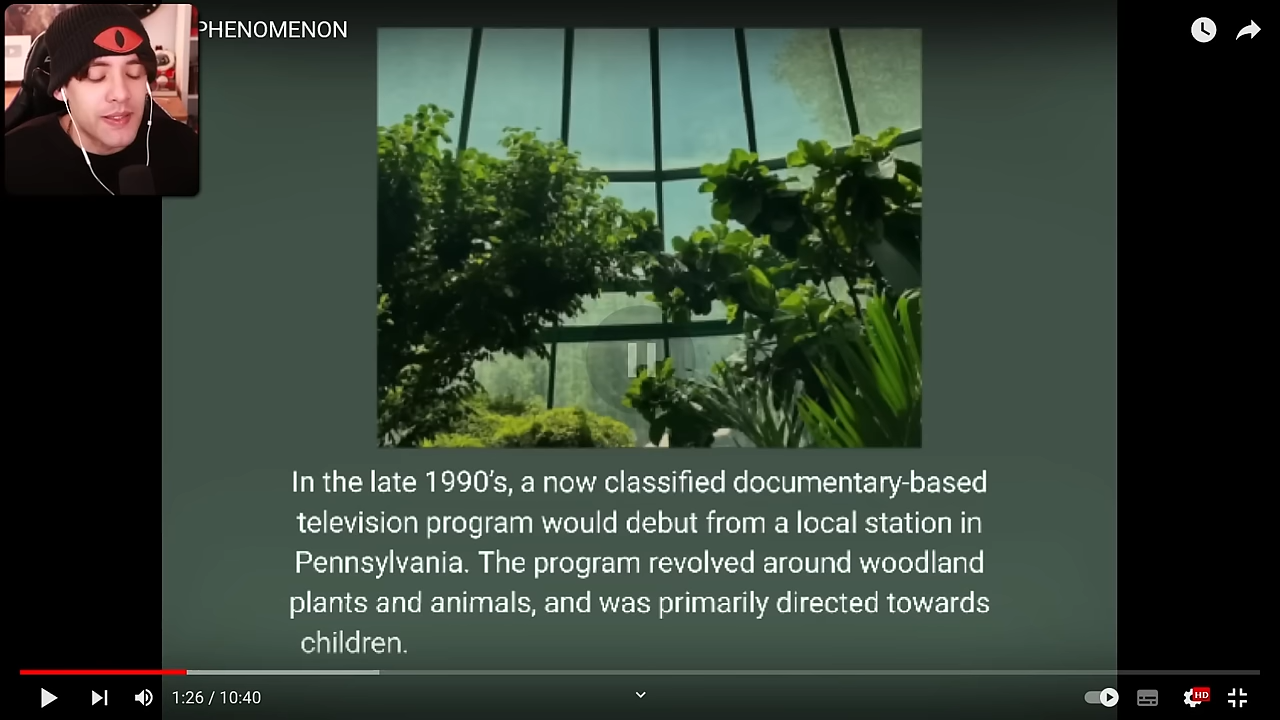 PHENOMENON
In the late 1990's, a now classified documentary-based
television program would debut from a local station in
Pennsylvania. The program revolved around woodland
plants and animals, and was primarily directed towards
children.
1:26 / 10:40
HD